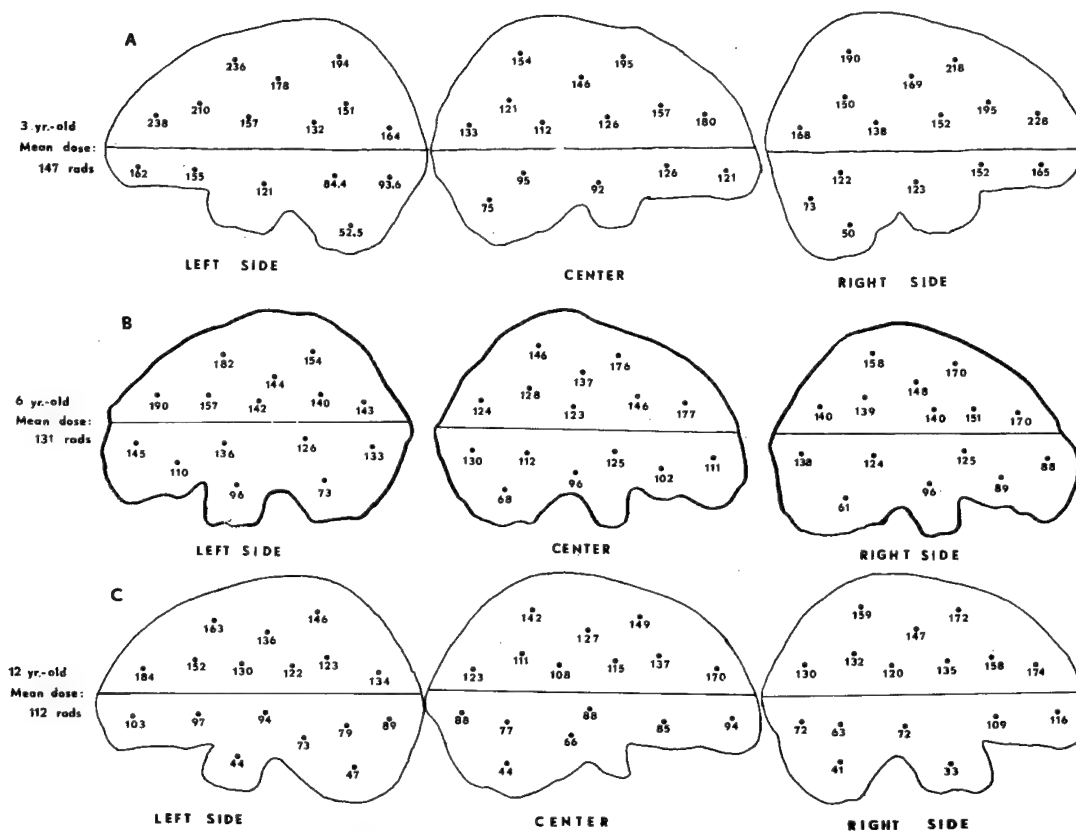 A
236 194
178
210 151
238 157 132 164
162 155 121 84.4 93.6
52.5
LEFT SIDE
154 195
146
121 157
133 112 126 180
95 92 126 121
75
CENTER
190 218
169
150 195
168 138 152 228
122 123 152 165
73
50
RIGHT SIDE
3 yr.-old
Mean dose:
147 rads
B
182 154
144
190 157 142 140 143
145 136 126 133
110
96 73
LEFT SIDE
146 176
137
124 128 123 146 177
130 112 125 111
96 102
68
CENTER
158 170
148
140 139 140 151 170
138 124 125 88
61 96 89
RIGHT SIDE
6 yr.-old
Mean dose:
131 rads
C
163 146
136
184 152 130 122 123 134
103 97 94 79 89
73
44 47
LEFT SIDE
142 149
127
123 111 108 115 137 170
88 77 88 85 94
66
44
CENTER
159 172
147
130 132 120 135 158 174
72 63 72 109 116
41 33
RIGHT SIDE
12 yr.-old
Mean dose:
112 rads